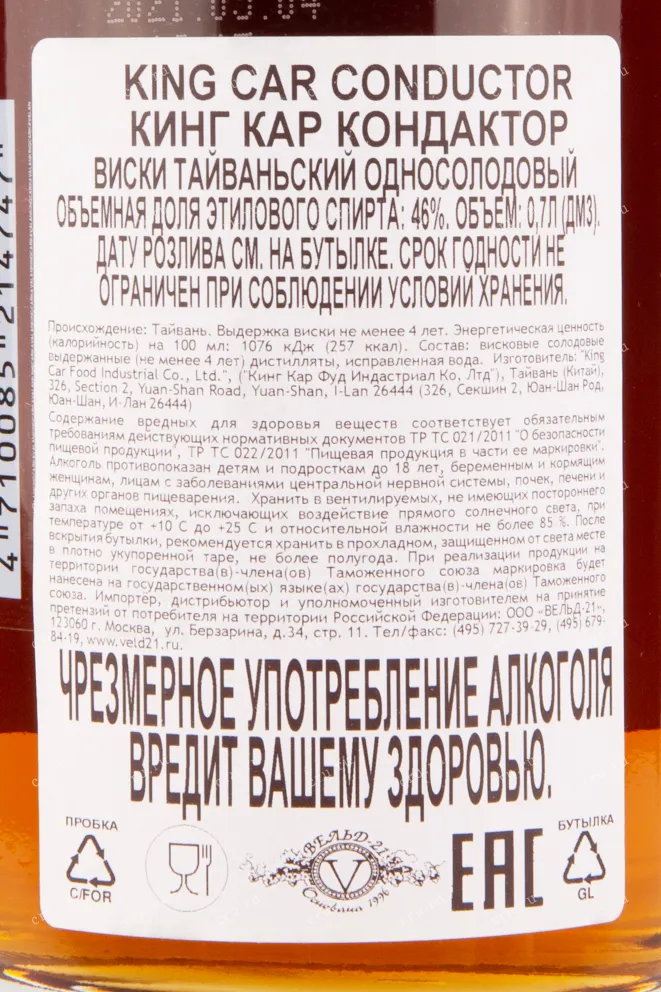 KING CAR CONDUCTOR
КИНГ КАР КОНДАКТОР
ВИСКИ ТАЙВАНЬСКИЙ ОДНОСОЛОДОВЫЙ
ОБЪЕМНАЯ ДОЛЯ ЭТИЛОВОГО СПИРТА: 46%. ОБЪЕМ: 0,7Л (ДМ3).
ДАТУ РОЗЛИВА СМ. НА БУТЫЛКЕ. СРОК ГОДНОСТИ НЕ
ОГРАНИЧЕН ПРИ СОБЛЮДЕНИИ УСЛОВИЙ ХРАНЕНИЯ.
Происхождение: Тайвань. Выдержка виски не менее 4 лет. Энергетическая ценность
(калорийность) на 100 мл: 1076 кДж (257 ккал). Состав: висковые солодовые
выдержанные (не менее 4 лет) дистилляты, исправленная вода. Изготовитель: "King
Car Food Industrial Co., Ltd.", ("Кинг Кар Фуд Индастриал Ко, Лтд"), Тайвань (Китай),
326, Section 2, Yuan-Shan Road, Yuan-Shan, I-Lan 26444 (326, Секшин 2, Юан-Шан Род,
Юан-Шан, И-Лан 26444)
Содержание вредных для здоровья веществ соответствует обязательным
требованиям действующих нормативных документов ТР ТС 021/2011 "О безопасности
пищевой продукции", ТР ТС 022/2011 "Пищевая продукция в части ее маркировки".
Алкоголь противопоказан детям и подросткам до 18 лет, беременным и кормящим
женщинам, лицам с заболеваниями центральной нервной системы, почек, печени и
других органов пищеварения. Хранить в вентилируемых, не имеющих постороннего
запаха помещениях, исключающих воздействие прямого солнечного света, при
температуре от +10 С до +25 С и относительной влажности не более 85 %. После
вскрытия бутылки, рекомендуется хранить в прохладном, защищенном от света месте
в плотно укупоренной таре, не более полугода. При реализации продукции на
территории государства(в)-члена(ов) Таможенного союза маркировка будет
нанесена на государственном(ых) языке(ах) государства(в)-члена(ов) Таможенного
союза. Импортер, дистрибьютор и уполномоченный изготовителем на принятие
претензий от потребителя на территории Российской Федерации: ООО «ВЕЛЬД-21»,
123060 г. Москва, ул. Берзарина, д.34, стр. 11. Тел/факс: (495) 727-39-29, (495) 679-
84-19, www.veld21.ru.
ЧРЕЗМЕРНОЕ УПОТРЕБЛЕНИЕ АЛКОГОЛЯ
ВРЕДИТ ВАШЕМУ ЗДОРОВЬЮ.
ПРОБКА
C/FOR
ВЕЛЬД-21
V
Основана 1996
EAC
БУТЫЛКА
GL
4 710085 214747